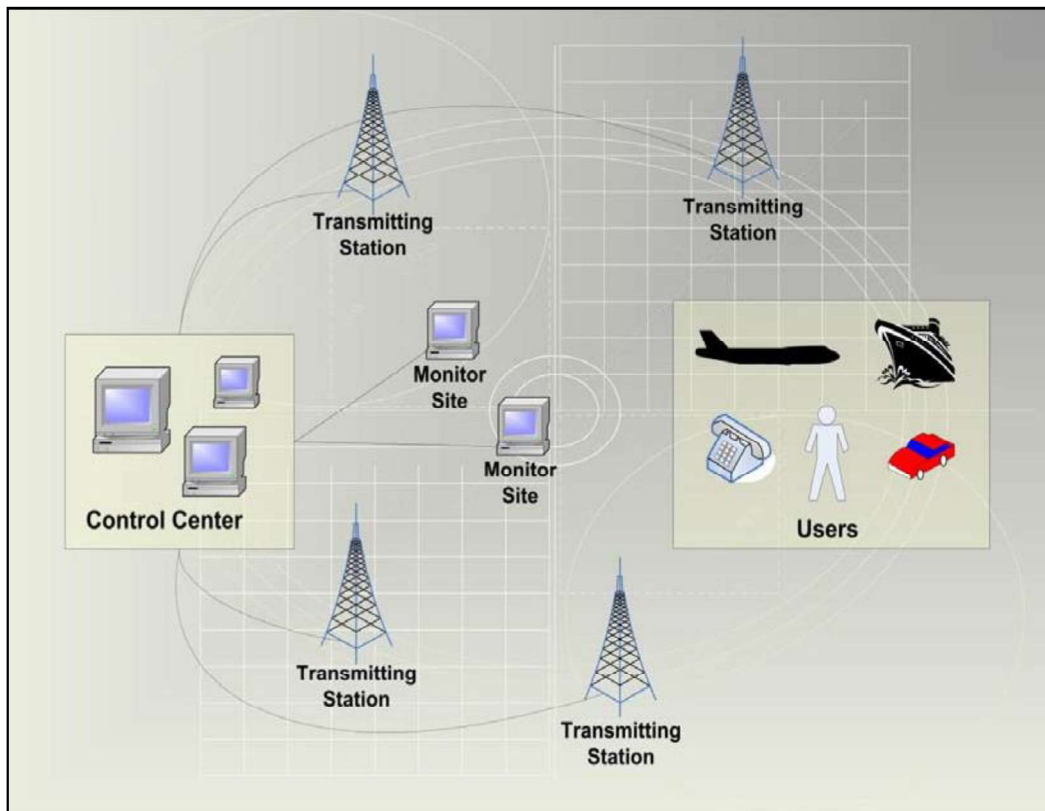 Transmitting
Station
Transmitting
Station
Monitor
Site
Monitor
Site
Control Center
Users
Transmitting
Station
Transmitting
Station